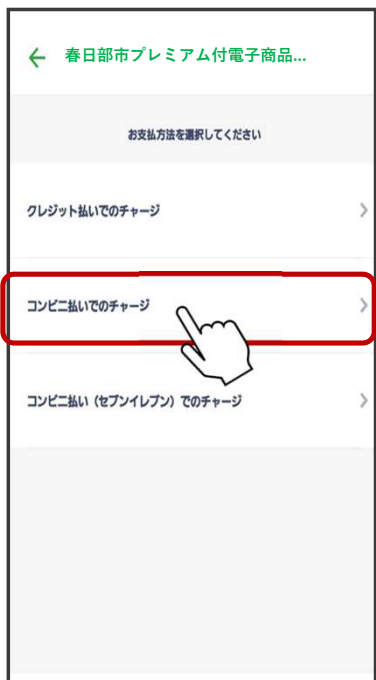 春日部市プレミアム付電子商品...
お支払方法を選択してください
クレジット払いでのチャージ
コンビニ払いでのチャージ
コンビニ払い（セブンイレブン）でのチャージ